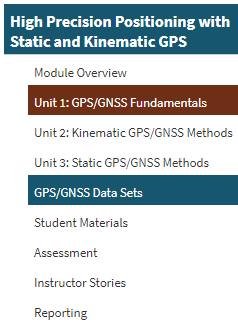 High Precision Positioning with
Static and Kinematic GPS
Module Overview
Unit 1: GPS/GNSS Fundamentals
Unit 2: Kinematic GPS/GNSS Methods
Unit 3: Static GPS/GNSS Methods
GPS/GNSS Data Sets
Student Materials
Assessment
Instructor Stories
Reporting